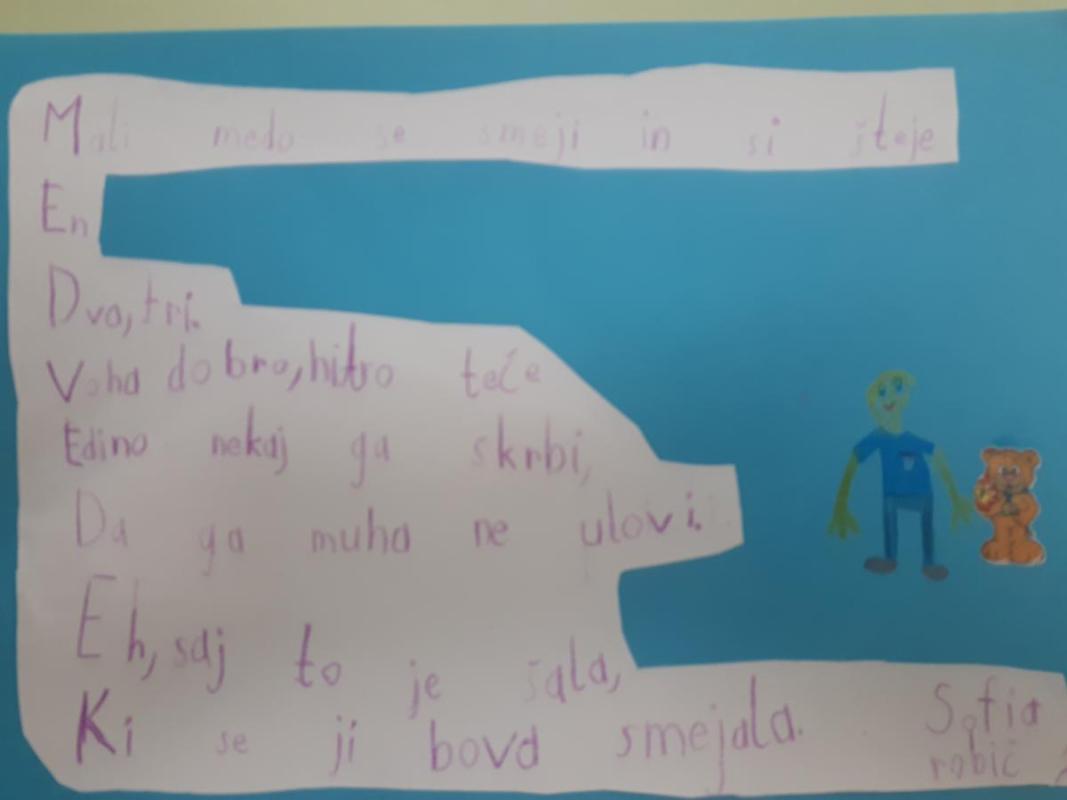 Mali medo se smeji in si šteje
En
Dva, tri.
Voha dobro, hitro teče
Edino nekaj ga skrbi,
Da ga muha ne ulovi.
Eh, saj to je šala,
Ki se ji bova smejala. Sofia
robič